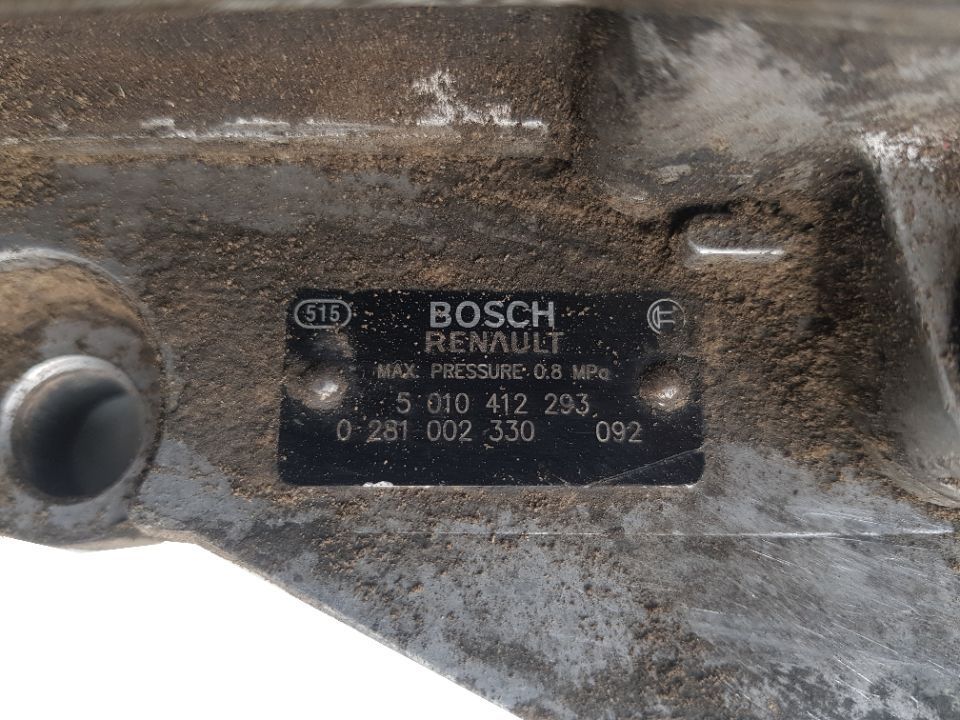 515 BOSCH
RENAULT
MAX. PRESSURE 0.8 MPa
5 010 412 293
0 281 002 330 092